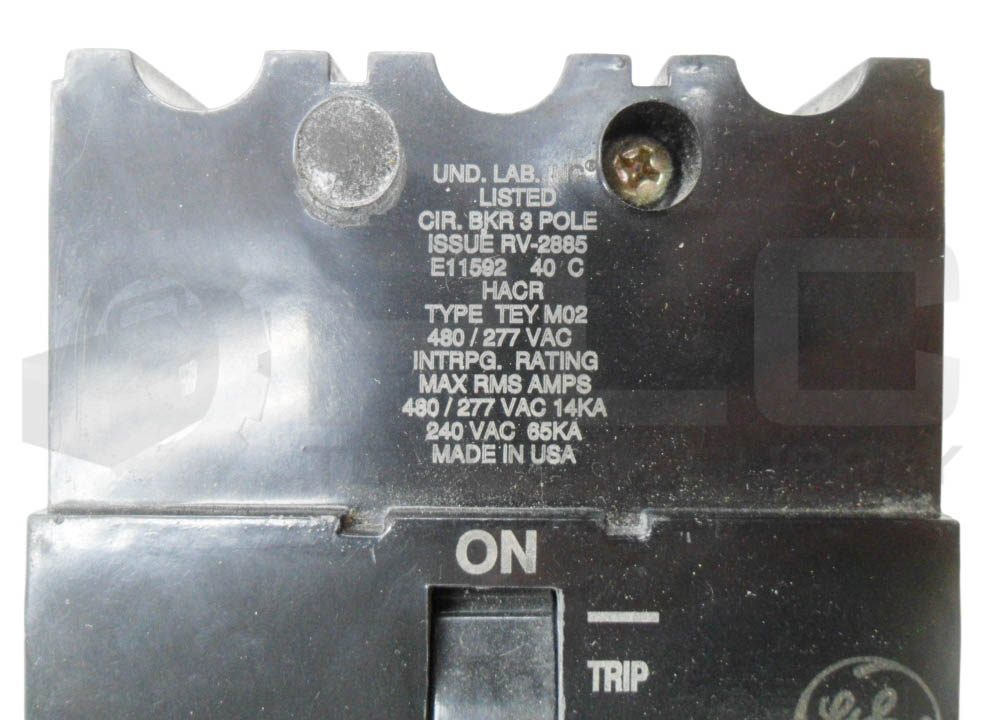 UND. LAB. INC®
LISTED
CIR. BKR 3 POLE
ISSUE RV-2885
E11592 40 C
HACR
TYPE TEY M02
480 / 277 VAC
INTRPG. RATING
MAX RMS AMPS
480 / 277 VAC 14KA
240 VAC 65KA
MADE IN USA
ON
TRIP
GE